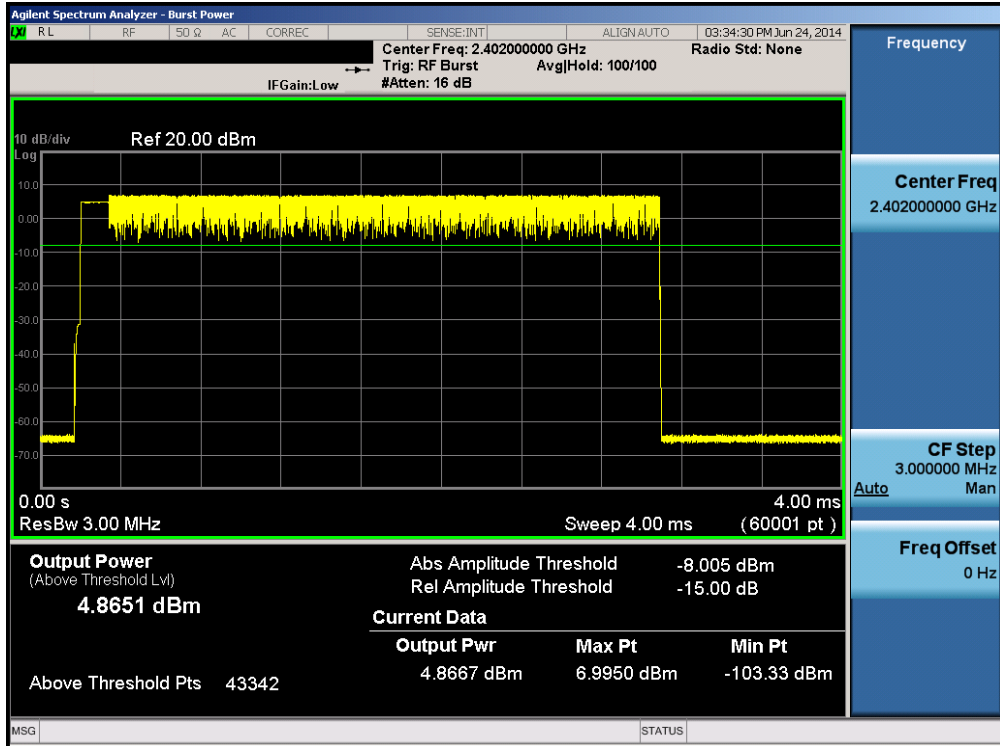 Agilent Spectrum Analyzer - Burst Power
LXI RL RF 50 Ω AC CORREC SENSE:INT ALIGN AUTO 03:34:30 PM Jun 24, 2014
Center Freq: 2.402000000 GHz Radio Std: None
Trig: RF Burst Avg|Hold: 100/100
IFGain:Low #Atten: 16 dB
Frequency
10 dB/div Ref 20.00 dBm
Log
10.0
0.00
-10.0
-20.0
-30.0
-40.0
-50.0
-60.0
-70.0
0.00 s 4.00 ms
ResBw 3.00 MHz Sweep 4.00 ms (60001 pt )
Center Freq
2.402000000 GHz
CF Step
3.000000 MHz
Auto Man
Freq Offset
0 Hz
Output Power
(Above Threshold Lvl)
4.8651 dBm
Above Threshold Pts 43342
Abs Amplitude Threshold -8.005 dBm
Rel Amplitude Threshold -15.00 dB
Current Data
Output Pwr Max Pt Min Pt
4.8667 dBm 6.9950 dBm -103.33 dBm
MSG STATUS